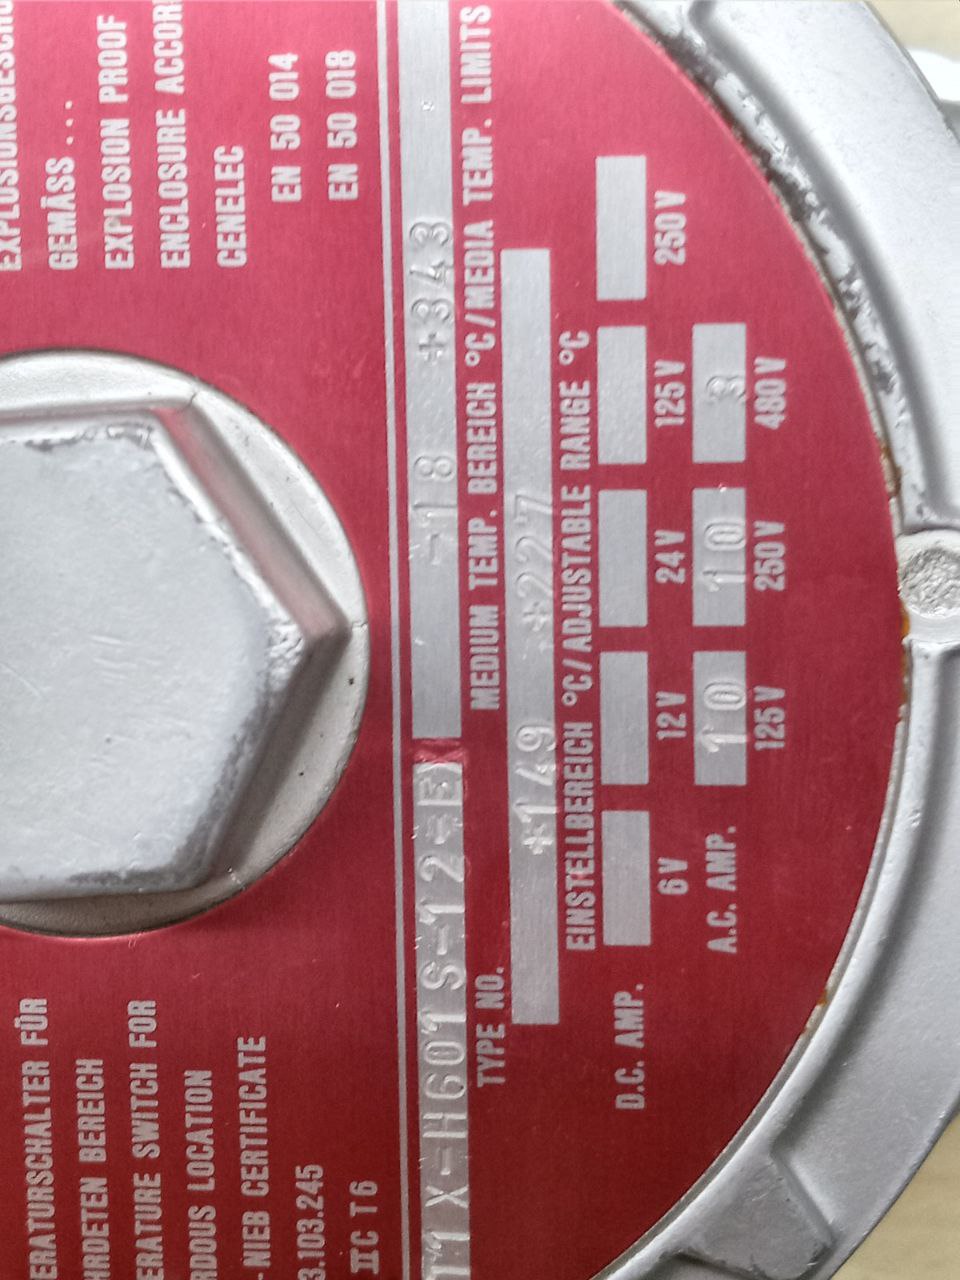 ERATURSCHALTER FÜR
HRDETEN BEREICH
ERATURE SWITCH FOR
RDOUS LOCATION
- NIEB CERTIFICATE
3.103.245
IIC T6
EXPLOSIONSGESCHÜ
GEMÄSS ...
EXPLOSION PROOF
ENCLOSURE ACCOR
CENELEC
EN 50 014
EN 50 018
11X-H601S-12-EX -18 +343
TYPE NO. MEDIUM TEMP. BEREICH °C/MEDIA TEMP. LIMITS
+149 +227
EINSTELLBEREICH °C/ADJUSTABLE RANGE °C
D.C. AMP.
6V 12V 24V 125V 250V
A.C. AMP. 10 10 3
125V 250V 480V